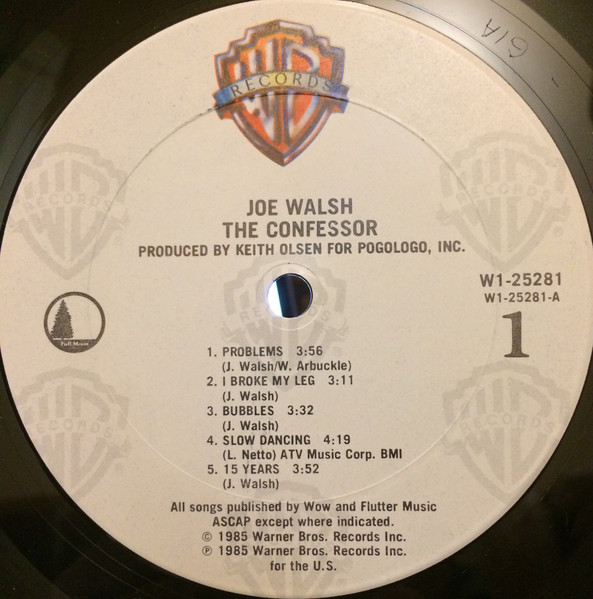 G1A
RECORDS
JOE WALSH
THE CONFESSOR
PRODUCED BY KEITH OLSEN FOR POGOLOGO, INC.
W1-25281
W1-25281-A
1
Full Moon
1. PROBLEMS 3:56
(J. Walsh/W. Arbuckle)
2. I BROKE MY LEG 3:11
(J. Walsh)
3. BUBBLES 3:32
(J. Walsh)
4. SLOW DANCING 4:19
(L. Netto) ATV Music Corp. BMI
5. 15 YEARS 3:52
(J. Walsh)
All songs published by Wow and Flutter Music
ASCAP except where indicated.
© 1985 Warner Bros. Records Inc.
℗ 1985 Warner Bros. Records Inc.
for the U.S.